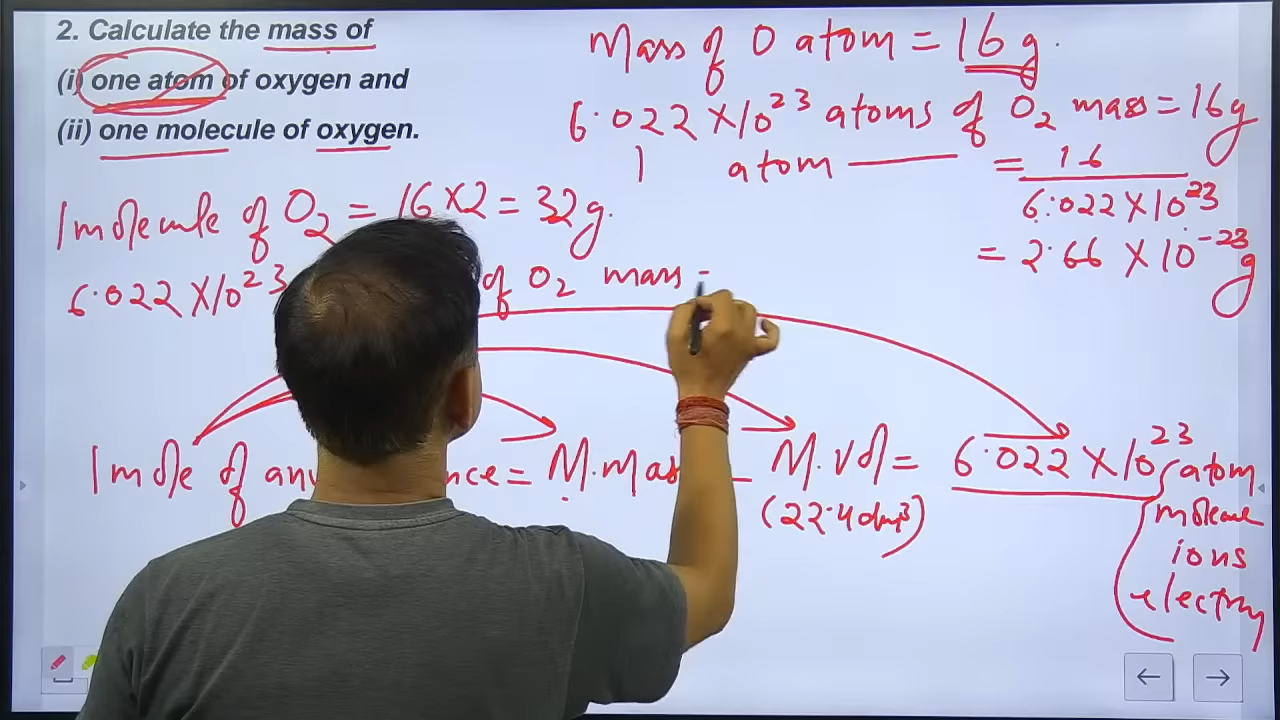 2. Calculate the mass of
(i) one atom of oxygen and
(ii) one molecule of oxygen.
Mass of O atom = 16 g.
6.022 X 10²³ atoms of O₂ mass = 16 g
1 atom —— = 16 / 6.022 X 10²³
= 2.66 X 10⁻²³ g
1 molecule of O₂ = 16 X 2 = 32 g.
6.022 X 10²³ of O₂ mass =
1 mole of any = M. Mas = M. Vol = 6.022 X 10²³ atom
(22.4 dm³)
molecule
ions
electron